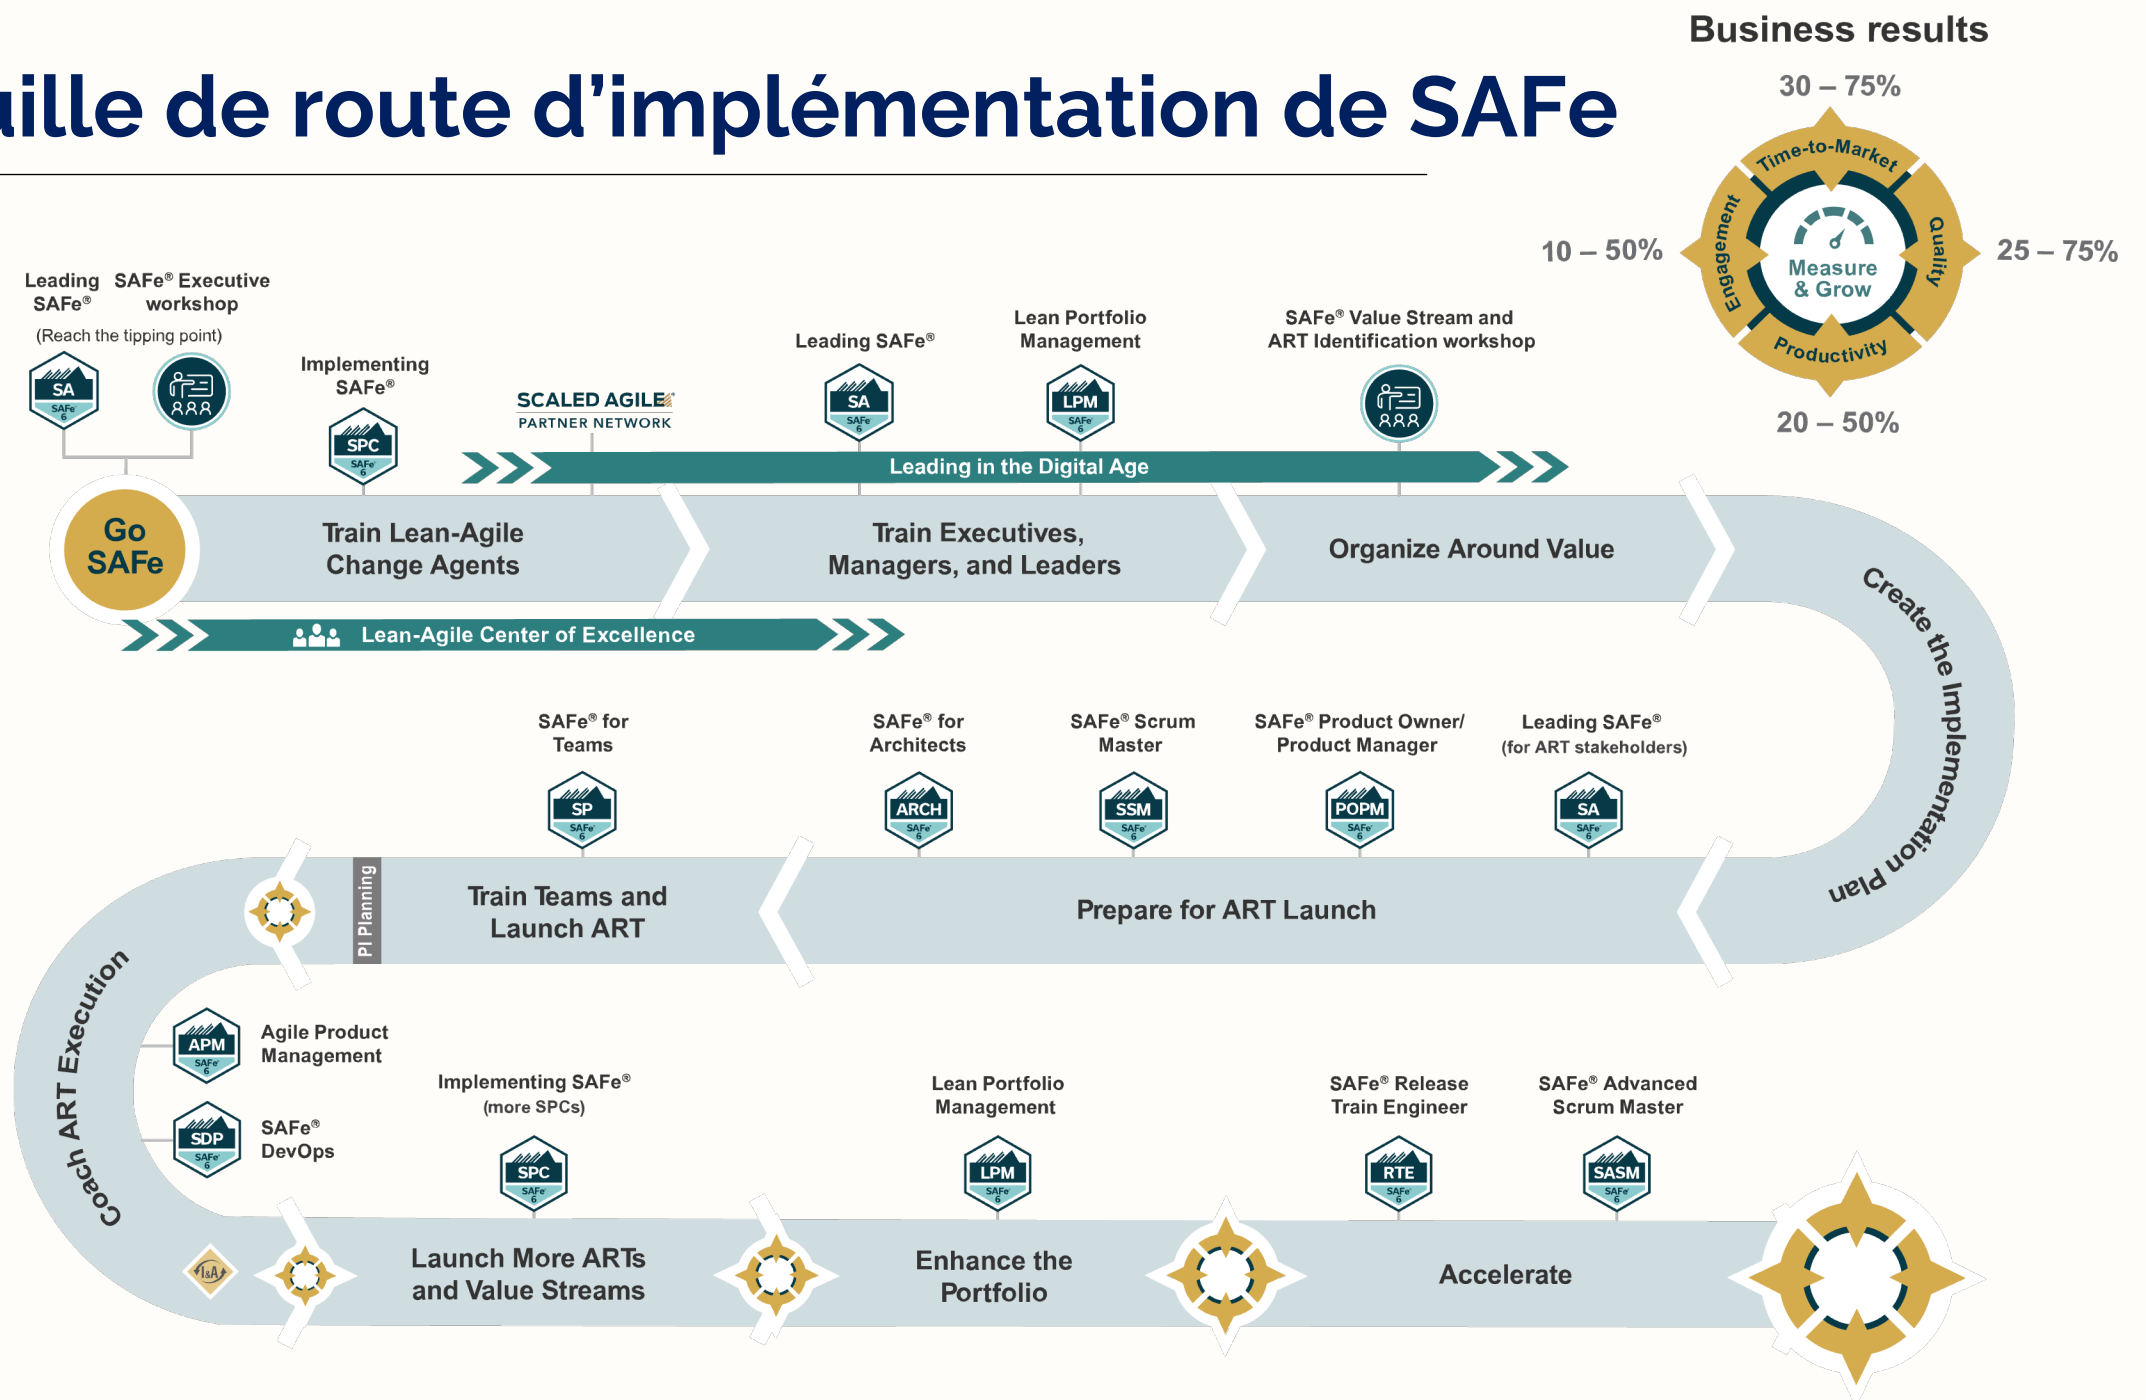 Business results
uille de route d’implémentation de SAFe
30 – 75%
Time-to-Market
Engagement
Quality
10 – 50%
25 – 75%
Measure
& Grow
Productivity
20 – 50%
Leading
SAFe®
SAFe® Executive
workshop
(Reach the tipping point)
SA
SAFe
6
Implementing
SAFe®
SPC
SAFe
6
SCALED AGILE®
PARTNER NETWORK
Leading SAFe®
SA
SAFe
6
Lean Portfolio
Management
LPM
SAFe
6
SAFe® Value Stream and
ART Identification workshop
Leading in the Digital Age
Go
SAFe
Train Lean-Agile
Change Agents
Train Executives,
Managers, and Leaders
Organize Around Value
Create the Implementation Plan
Lean-Agile Center of Excellence
SAFe® for
Teams
SP
SAFe
6
SAFe® for
Architects
ARCH
SAFe
6
SAFe® Scrum
Master
SSM
SAFe
6
SAFe® Product Owner/
Product Manager
POPM
SAFe
6
Leading SAFe®
(for ART stakeholders)
SA
SAFe
6
PI Planning
Train Teams and
Launch ART
Prepare for ART Launch
Coach ART Execution
APM
SAFe
6
Agile Product
Management
SDP
SAFe
6
SAFe®
DevOps
Implementing SAFe®
(more SPCs)
SPC
SAFe
6
Lean Portfolio
Management
LPM
SAFe
6
SAFe® Release
Train Engineer
RTE
SAFe
6
SAFe® Advanced
Scrum Master
SASM
SAFe
6
I&A
Launch More ARTs
and Value Streams
Enhance the
Portfolio
Accelerate